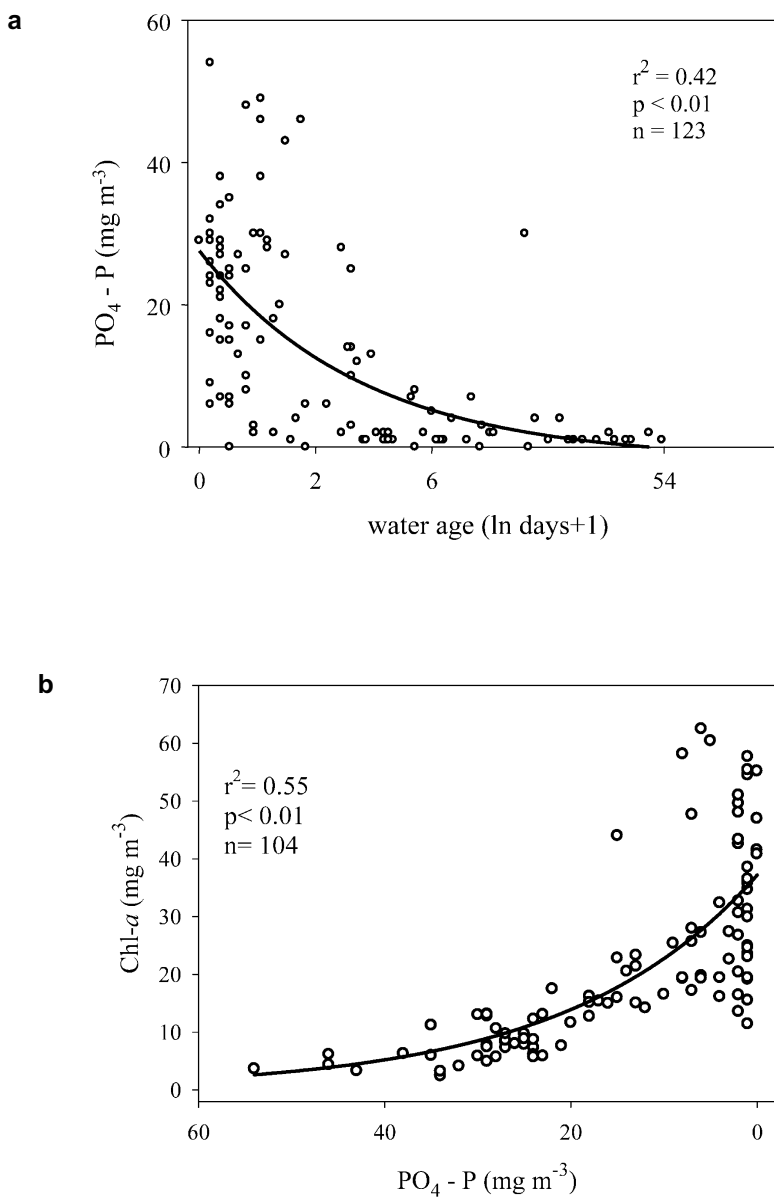 a
60
40
20
0
PO4 - P (mg m-3)
r2 = 0.42
p < 0.01
n = 123
0 2 6 54
water age (ln days+1)
b
70
60
50
40
30
20
10
0
Chl-a (mg m-3)
r2= 0.55
p< 0.01
n= 104
60 40 20 0
PO4 - P (mg m-3)